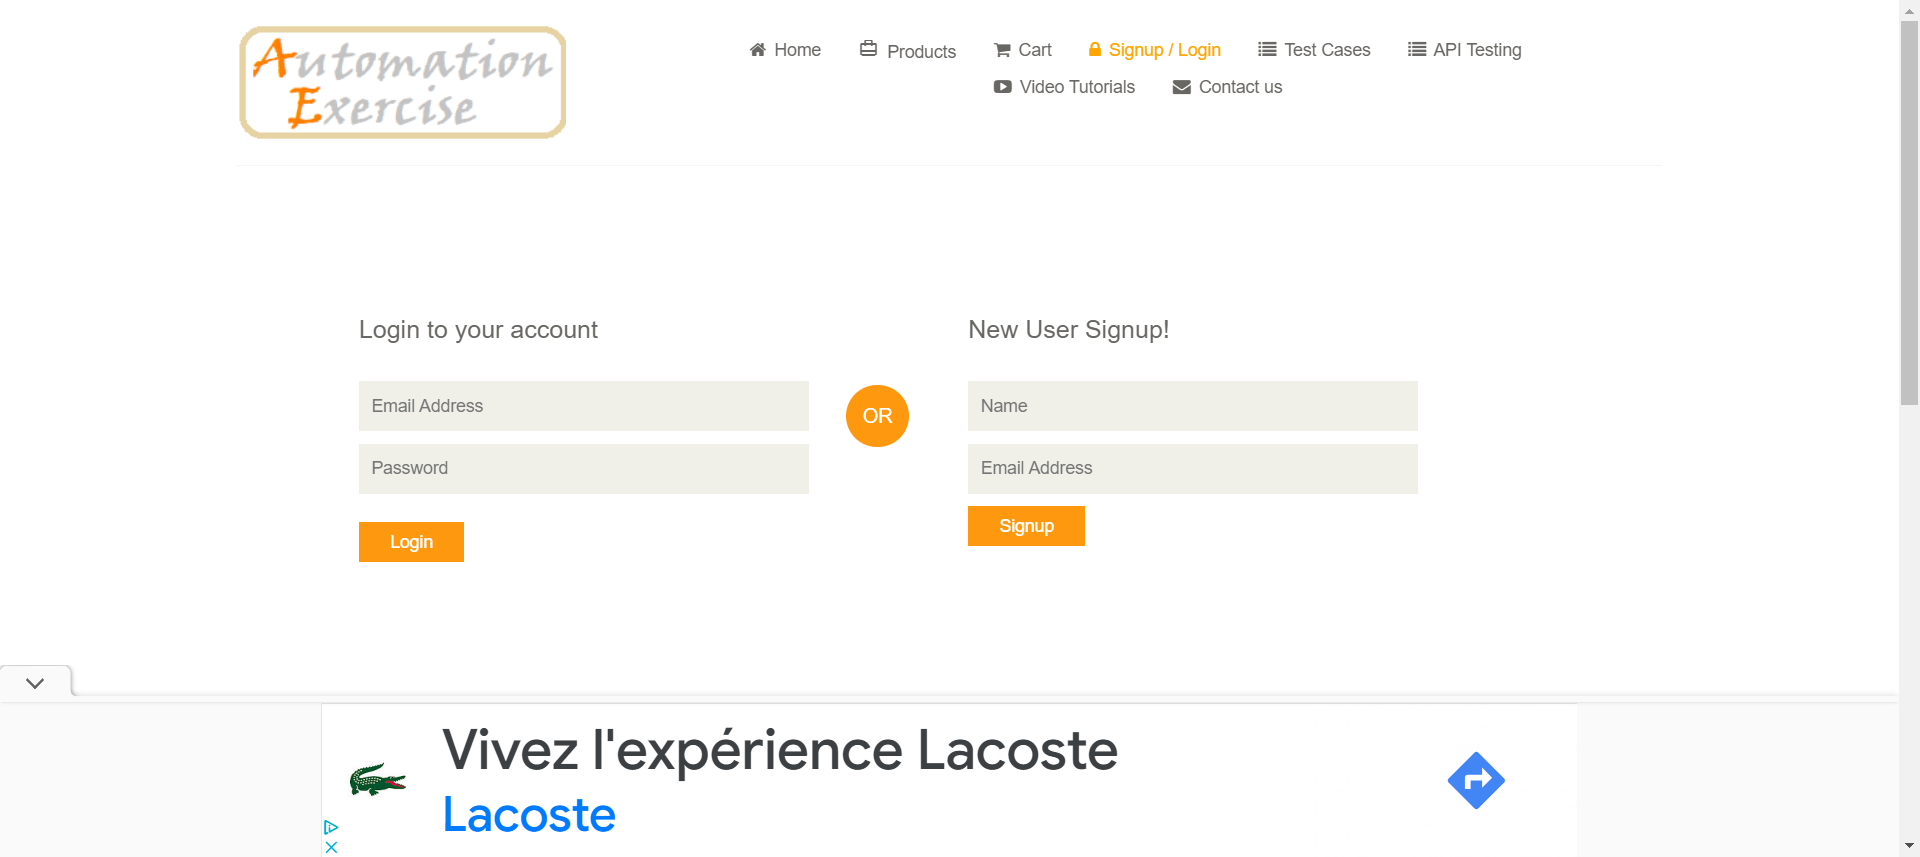 Automation
Exercise
Home
Products
Cart
Signup / Login
Test Cases
API Testing
Video Tutorials
Contact us
Login to your account
Email Address
Password
Login
OR
New User Signup!
Name
Email Address
Signup
Vivez l'expérience Lacoste
Lacoste